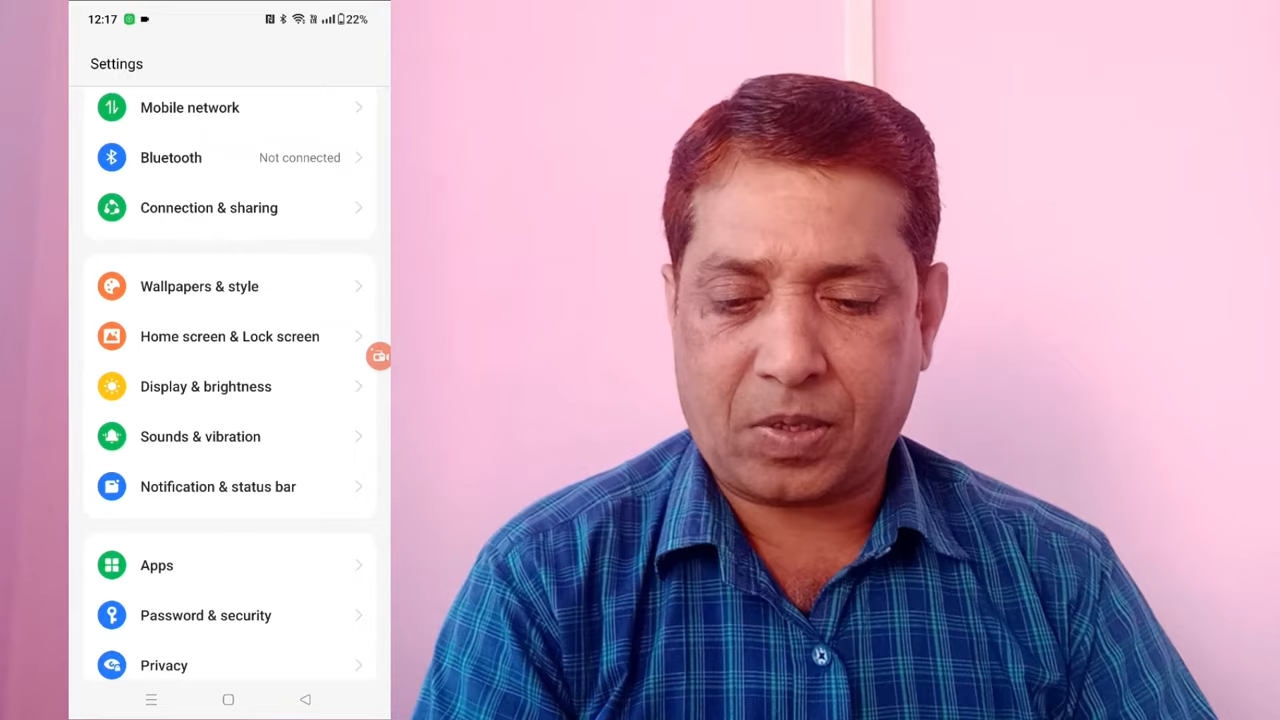 12:17 22%
Settings
Mobile network
Bluetooth Not connected
Connection & sharing
Wallpapers & style
Home screen & Lock screen
Display & brightness
Sounds & vibration
Notification & status bar
Apps
Password & security
Privacy